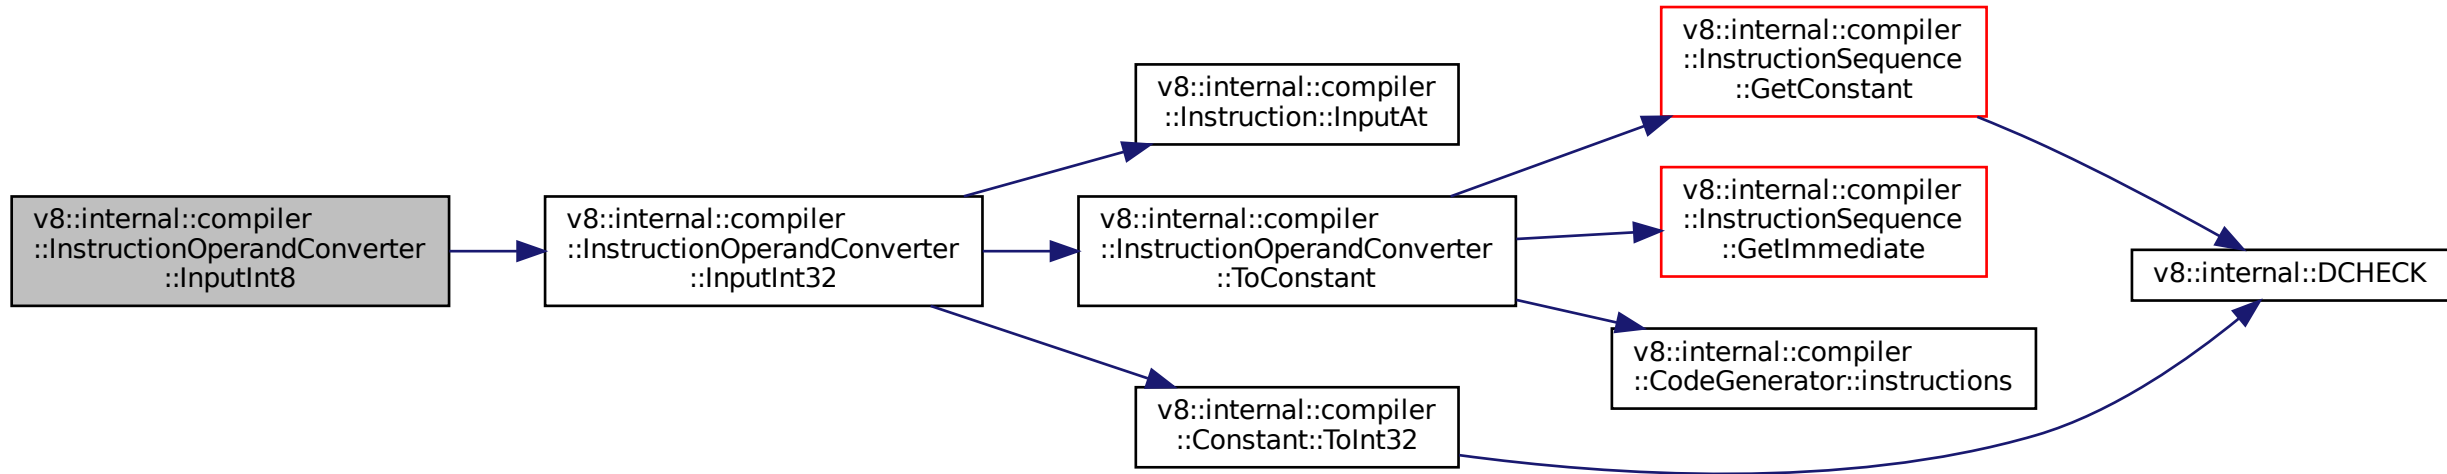 v8::internal::compiler
::InstructionOperandConverter
::InputInt8
v8::internal::compiler
::InstructionOperandConverter
::InputInt32
v8::internal::compiler
::Instruction::InputAt
v8::internal::compiler
::InstructionOperandConverter
::ToConstant
v8::internal::compiler
::Constant::ToInt32
v8::internal::compiler
::InstructionSequence
::GetConstant
v8::internal::compiler
::InstructionSequence
::GetImmediate
v8::internal::compiler
::CodeGenerator::instructions
v8::internal::DCHECK